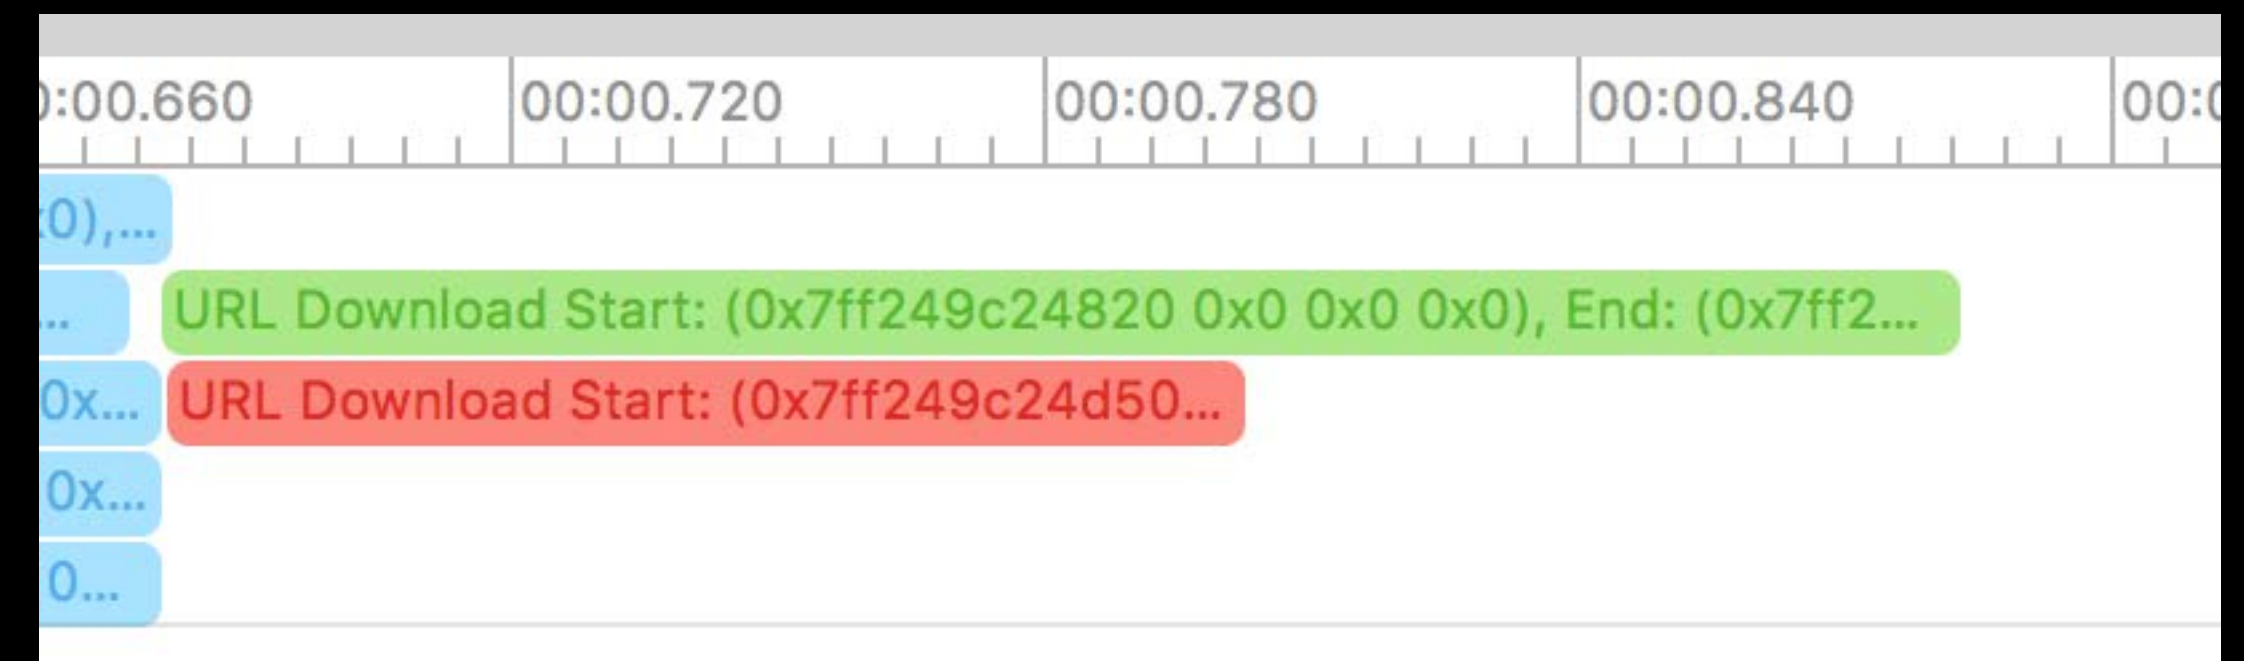 0:00.660 00:00.720 00:00.780 00:00.840 00:0
x0),...
... URL Download Start: (0x7ff249c24820 0x0 0x0 0x0), End: (0x7ff2...
0x... URL Download Start: (0x7ff249c24d50...
0x...
0...